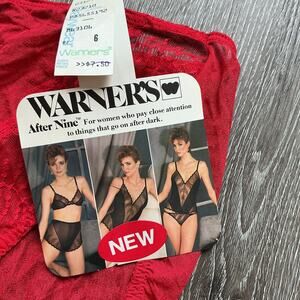 6
Warners
$7.50
WARNER'S
After Nine™ For women who pay close attention
to things that go on after dark.
NEW